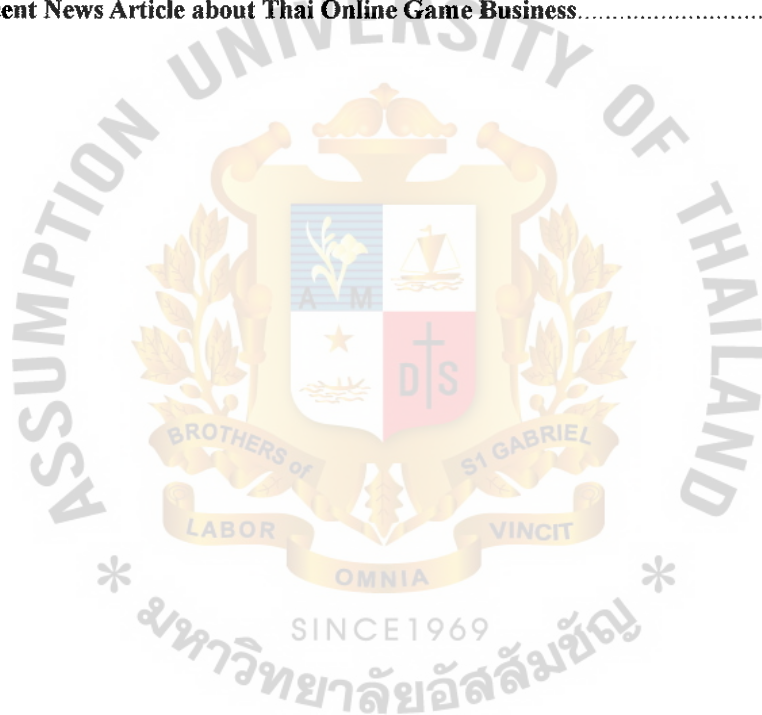 ent News Article about Thai Online Game Business
ASSUMPTION UNIVERSITY OF THAILAND
A M
D S
BROTHERS of S1 GABRIEL
LABOR OMNIA VINCIT
* *
SINCE1969
มหาวิทยาลัยอัสสัมชัญ